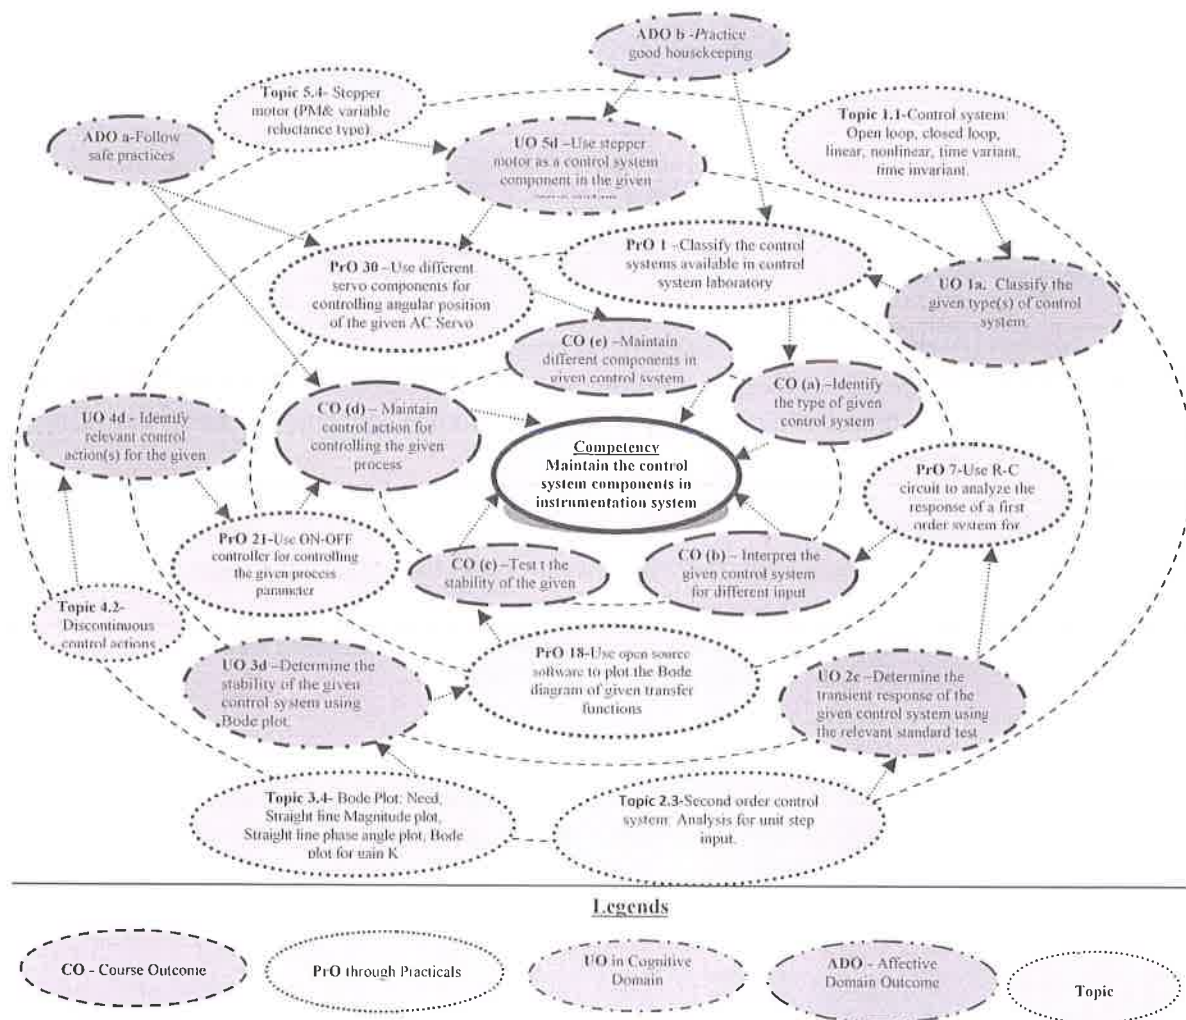 ADO b -Practice
good housekeeping
Topic 5.4- Stepper
motor (PM& variable
reluctance type)
Topic 1.1-Control system:
Open loop, closed loop,
linear, nonlinear, time variant,
time invariant.
ADO a-Follow
safe practices
UO 5d –Use stepper
motor as a control system
component in the given
PrO 1 –Classify the control
systems available in control
system laboratory
PrO 30 –Use different
servo components for
controlling angular position
of the given AC Servo
UO 1a. Classify the
given type(s) of control
system.
CO (e) –Maintain
different components in
given control system
CO (a) –Identify
the type of given
control system
UO 4d - Identify
relevant control
action(s) for the given
CO (d) – Maintain
control action for
controlling the given
process
Competency
Maintain the control
system components in
instrumentation system
PrO 7-Use R-C
circuit to analyze the
response of a first
order system for
PrO 21-Use ON-OFF
controller for controlling
the given process
parameter
CO (c) –Test t the
stability of the given
CO (b) – Interpret the
given control system
for different input
Topic 4.2-
Discontinuous
control actions
UO 3d –Determine the
stability of the given
control system using
Bode plot.
PrO 18-Use open source
software to plot the Bode
diagram of given transfer
functions
UO 2c –Determine the
transient response of the
given control system using
the relevant standard test
Topic 3.4- Bode Plot: Need,
Straight line Magnitude plot,
Straight line phase angle plot, Bode
plot for gain K
Topic 2.3-Second order control
system: Analysis for unit step
input.
Legends
CO - Course Outcome
PrO through Practicals
UO in Cognitive
Domain
ADO - Affective
Domain Outcome
Topic